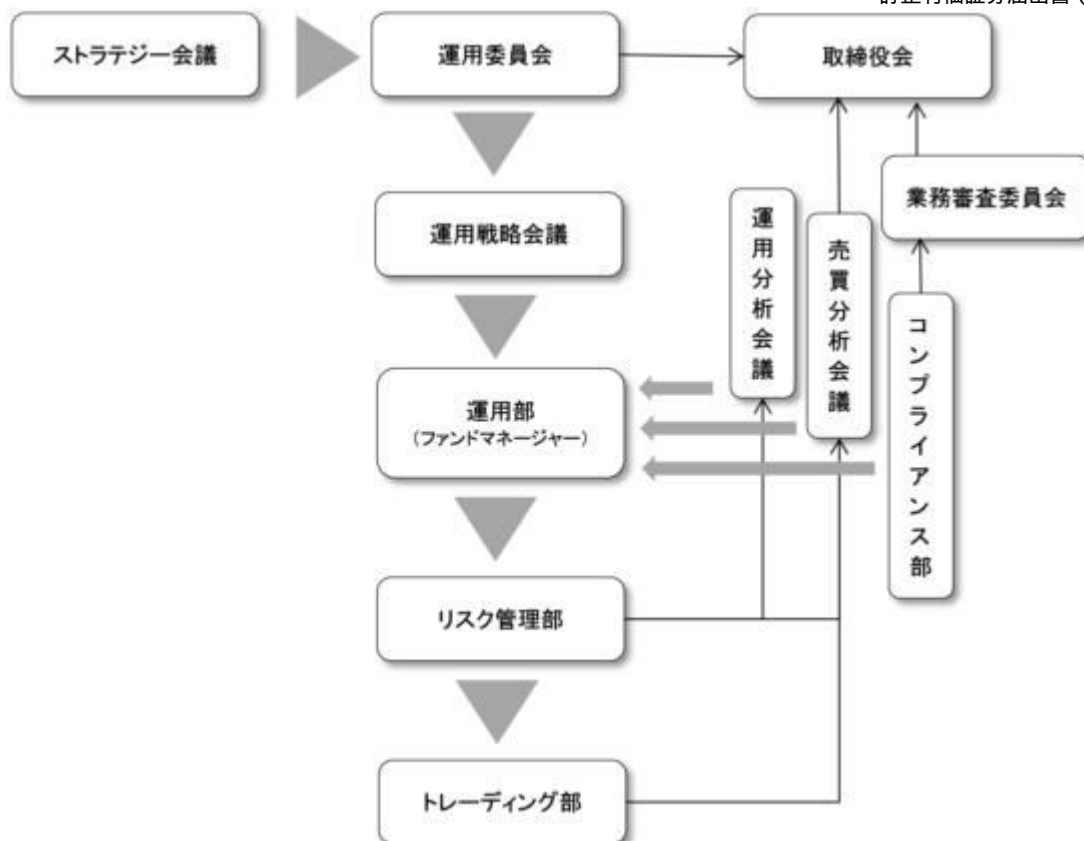 ストラテジー会議
運用委員会
取締役会
業務審査委員会
運用戦略会議
運用分析会議
売買分析会議
コンプライアンス部
運用部
(ファンドマネージャー)
リスク管理部
トレーディング部